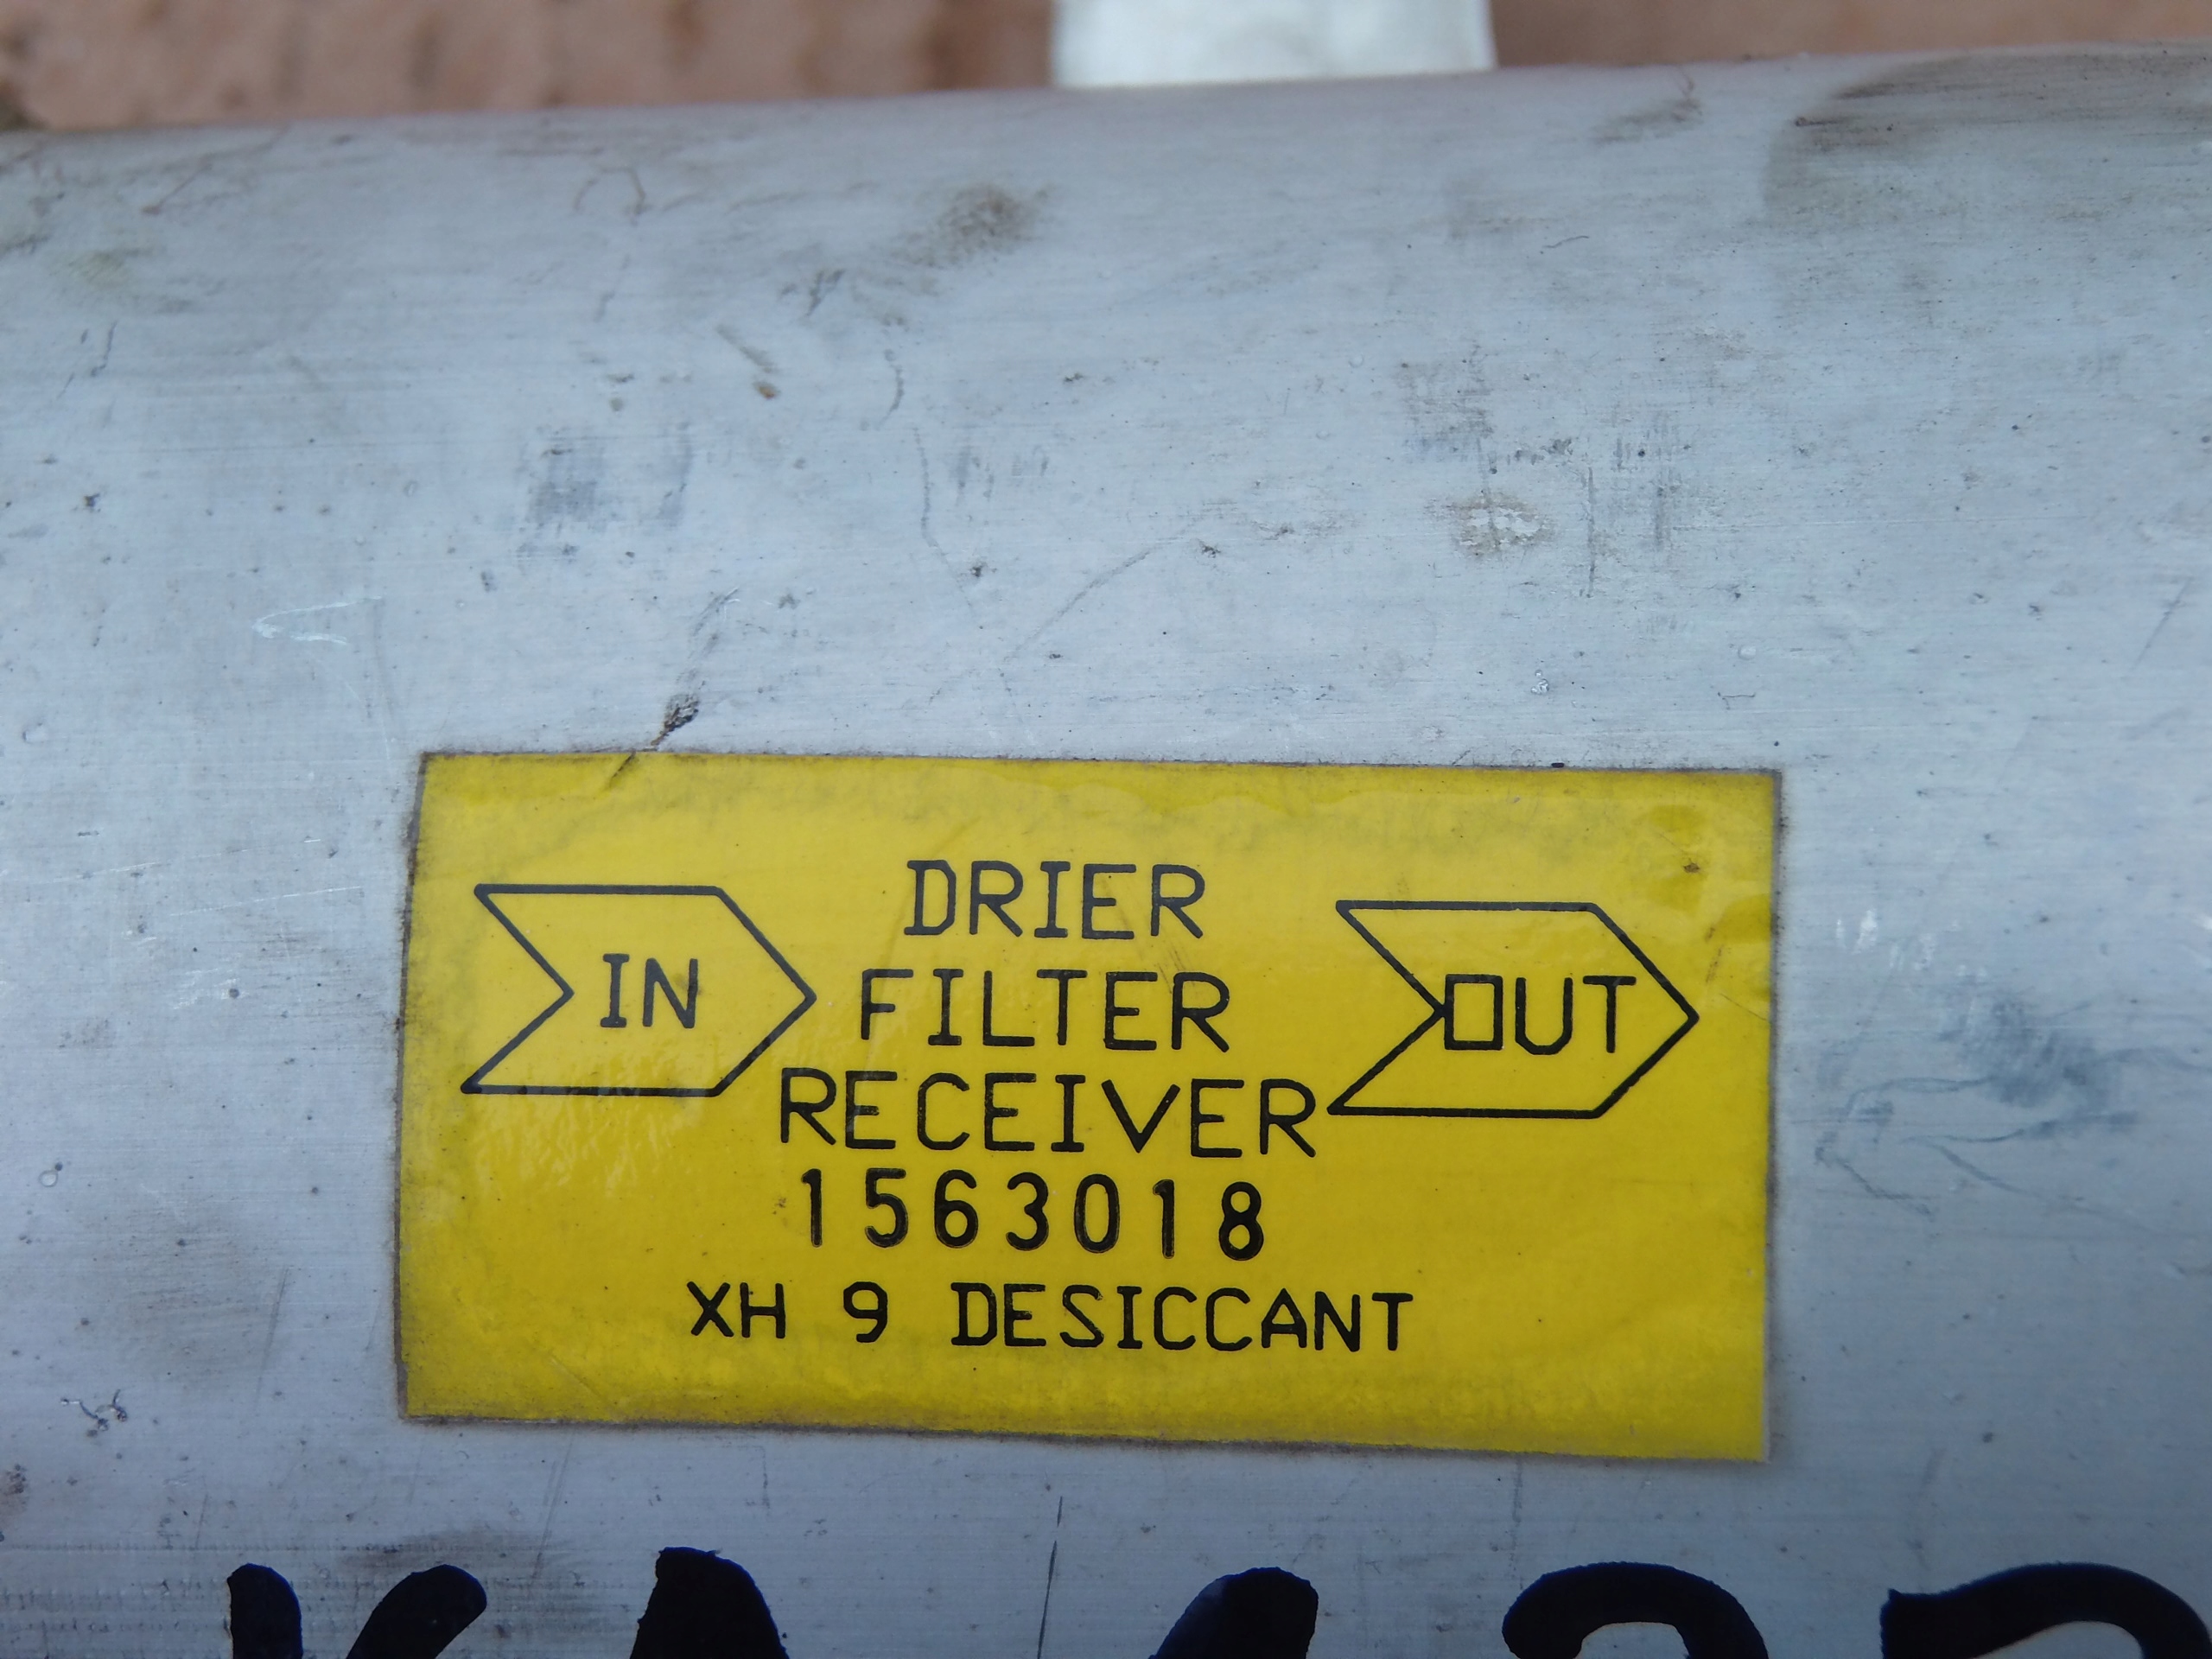 DRIER
IN FILTER OUT
RECEIVER
1563018
XH 9 DESICCANT